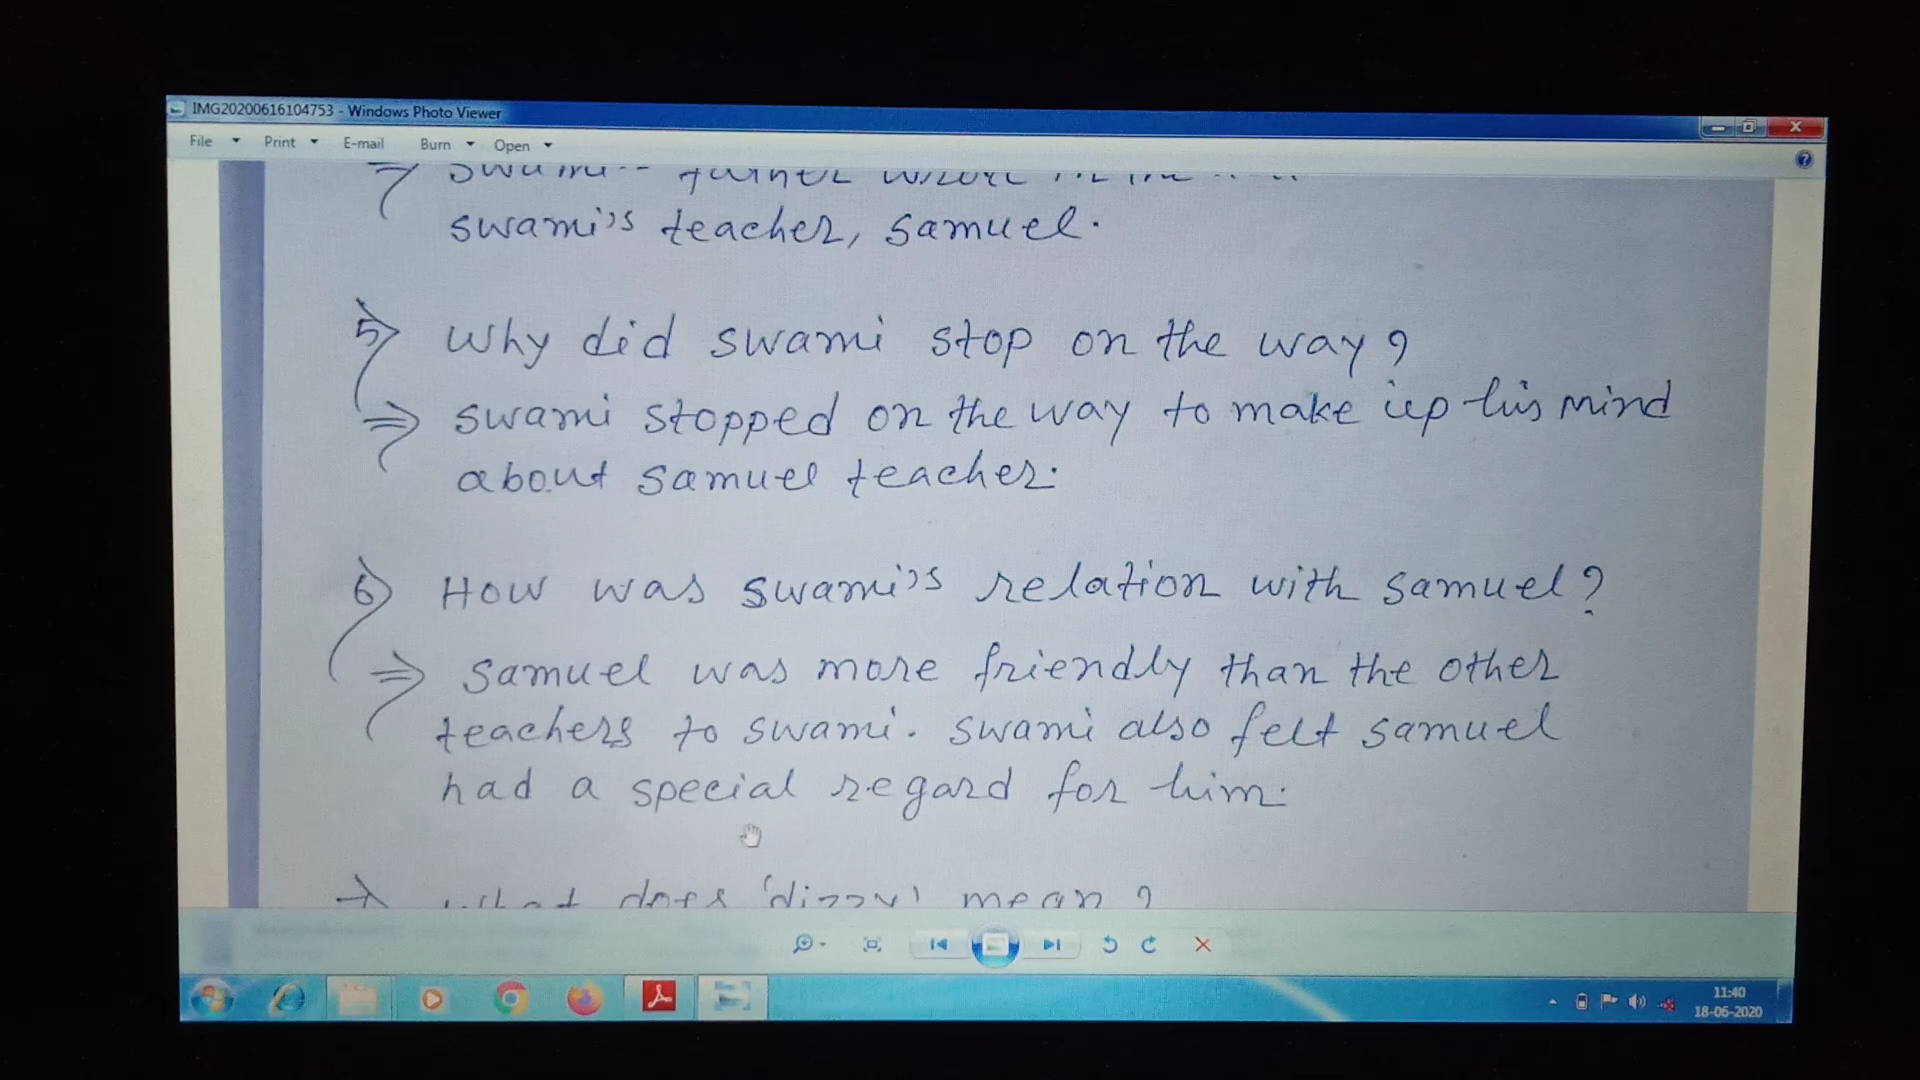 IMG20200616104753 - Windows Photo Viewer
File Print E-mail Burn Open
swami's teacher, samuel.
5) Why did swami stop on the way?
⇒ swami stopped on the way to make up his mind
about samuel teacher.
6) How was swami's relation with samuel?
⇒ samuel was more friendly than the other
teachers to swami. swami also felt samuel
had a special regard for him.
does 'dizzy' mean?
11:40
18-06-2020